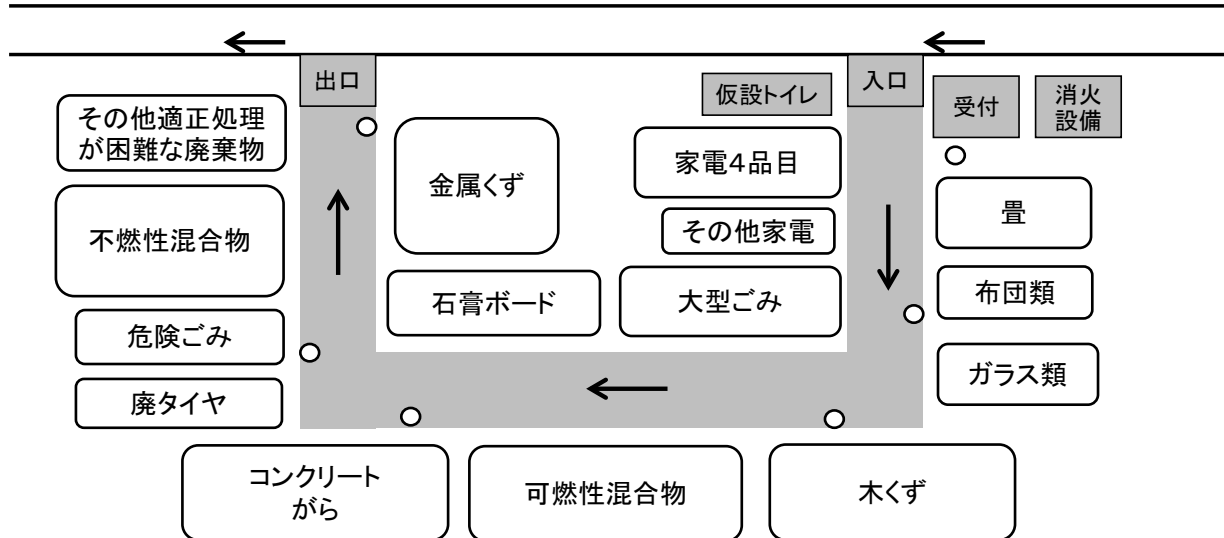 出口
仮設トイレ
入口
受付
消火
設備
その他適正処理
が困難な廃棄物
金属くず
家電４品目
畳
不燃性混合物
その他家電
石膏ボード
大型ごみ
布団類
危険ごみ
ガラス類
廃タイヤ
コンクリート
がら
可燃性混合物
木くず